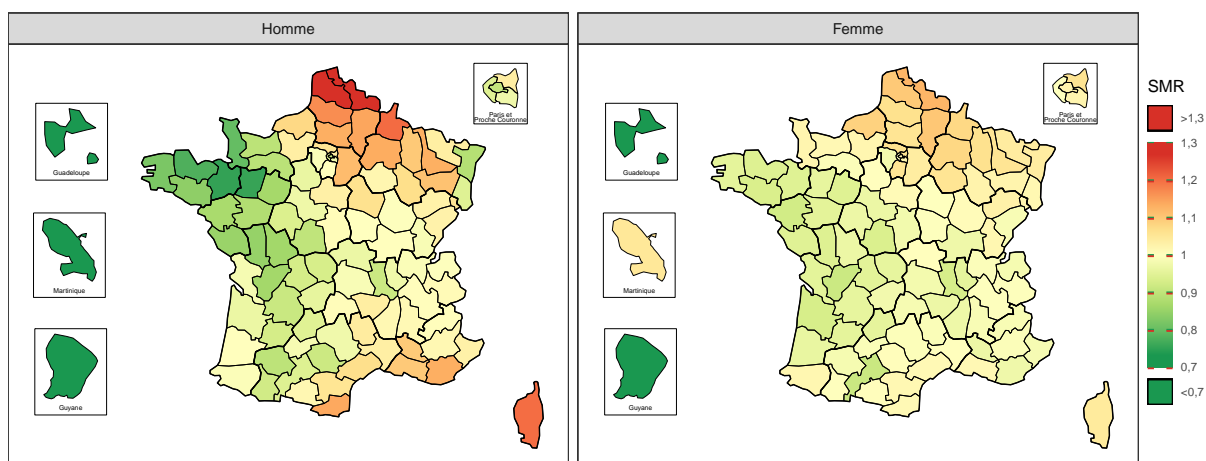 Homme
Femme
Paris et
Proche Couronne
Guadeloupe
Martinique
Guyane
Paris et
Proche Couronne
Guadeloupe
Martinique
Guyane
SMR
>1,3
1,3
1,2
1,1
1
0,9
0,8
0,7
<0,7